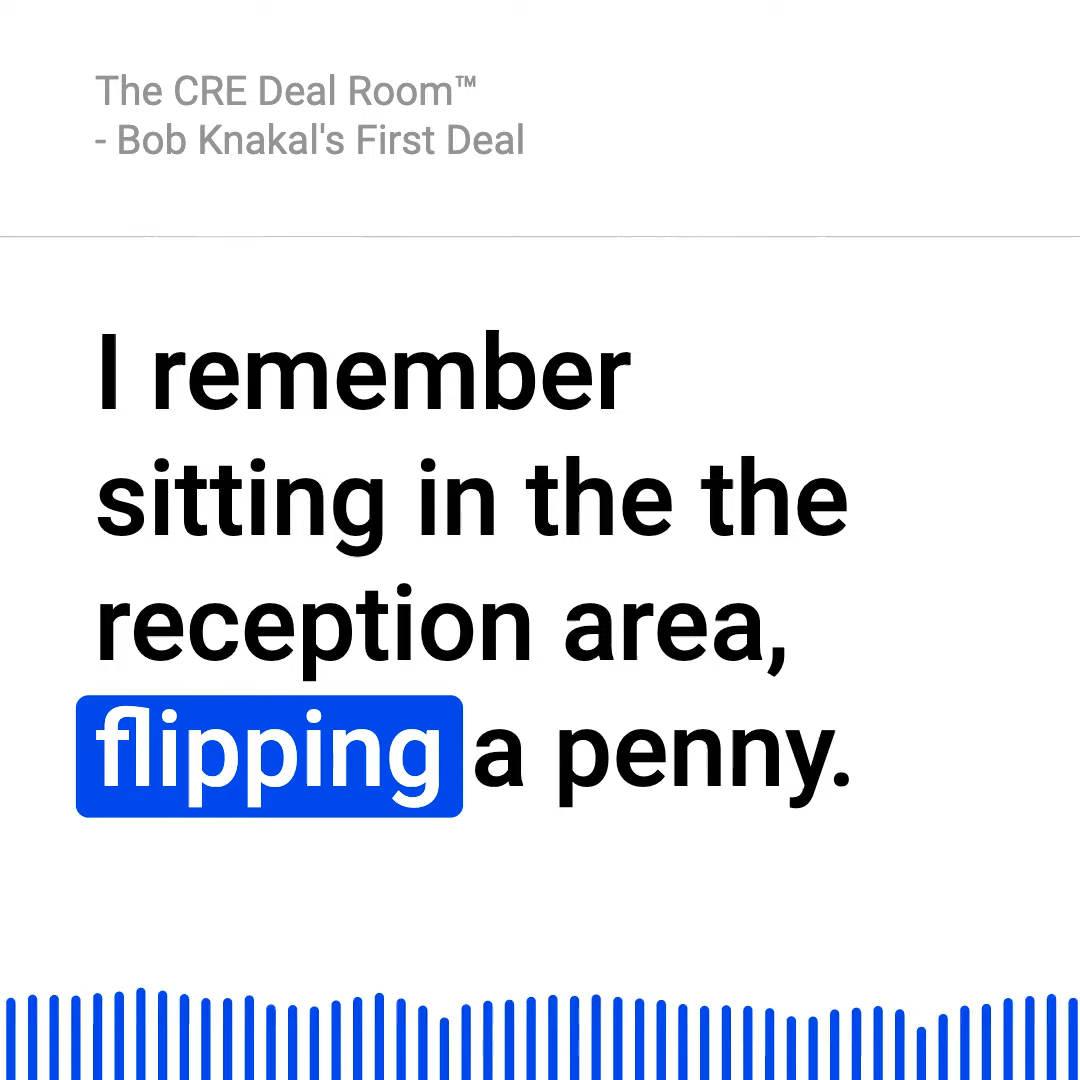 The CRE Deal Room™
- Bob Knakal's First Deal
I remember
sitting in the the
reception area,
flipping a penny.